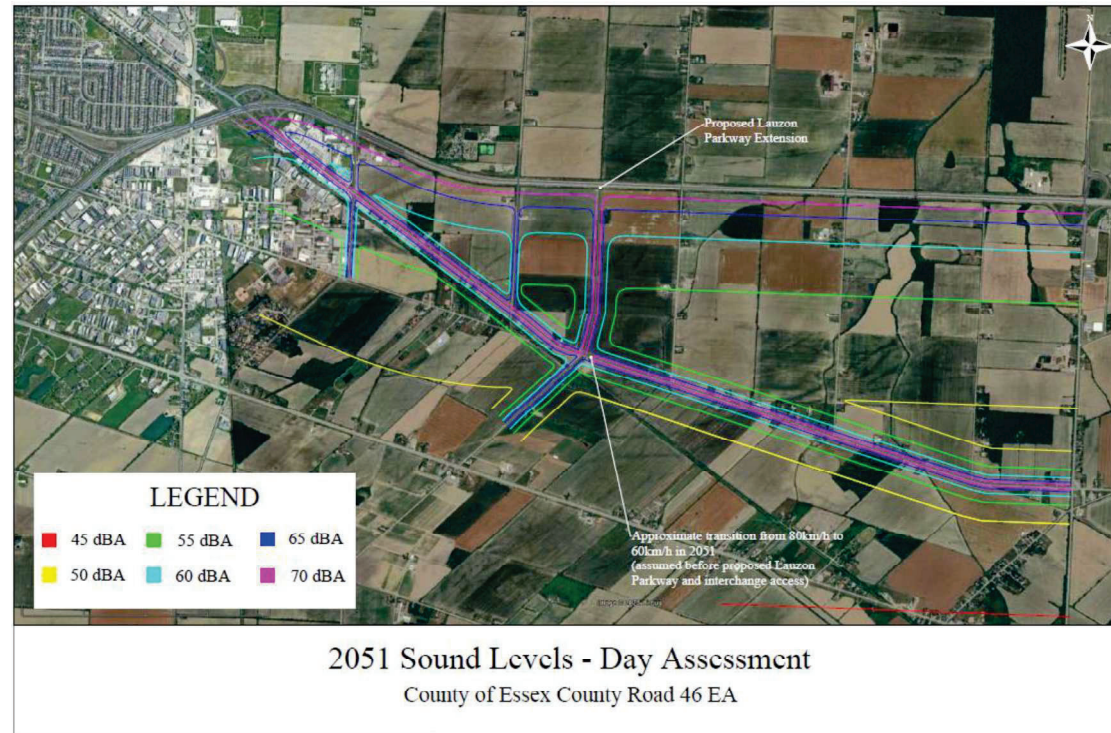 N
Proposed Lauzon
Parkway Extension
Approximate transition from 80km/h to
60km/h in 2051
(assumed before proposed Lauzon
Parkway and interchange access)
LEGEND
45 dBA
55 dBA
65 dBA
50 dBA
60 dBA
70 dBA
2051 Sound Levels - Day Assessment
County of Essex County Road 46 EA